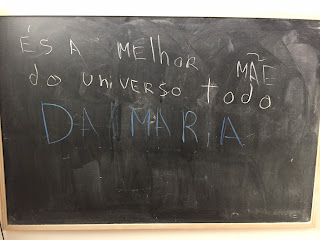 ÉS A MElhor MÃE
do universo todo
DA MARIA